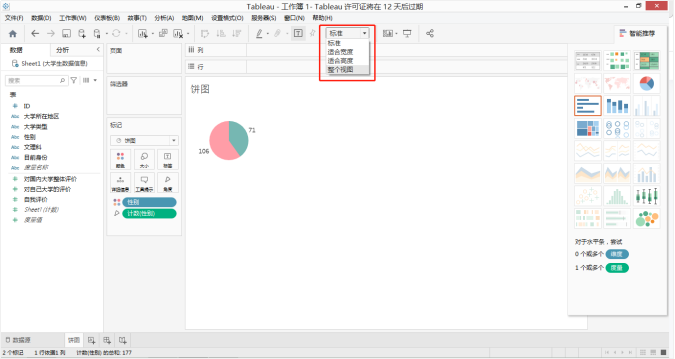 Tableau - 工作簿 1- Tableau 许可证将在 12 天后过期
文件(F) 数据(D) 工作表(W) 仪表板(B) 故事(T) 分析(A) 地图(M) 设置格式(O) 服务器(S) 窗口(N) 帮助(H)
标准
智能推荐
标准
适合宽度
适合高度
整个视图
数据 分析
Sheet1 (大学生数据信息)
搜索
表
ID
Abc 大学所在地区
Abc 大学类型
Abc 性别
Abc 文理科
Abc 目前身份
Abc 度量名称
对国内大学整体评价
对自己大学的评价
自我评价
Sheet1 (计数)
度量值
页面
筛选器
标记
饼图
颜色 大小 标签
详细信息 工具提示 角度
性别
计数(性别)
列
行
饼图
71
106
对于水平条，尝试
0 个或多个 维度
1 个或多个 度量
数据源 饼图
2 个标记 1 行依据1 列 计数(性别) 的总和: 177